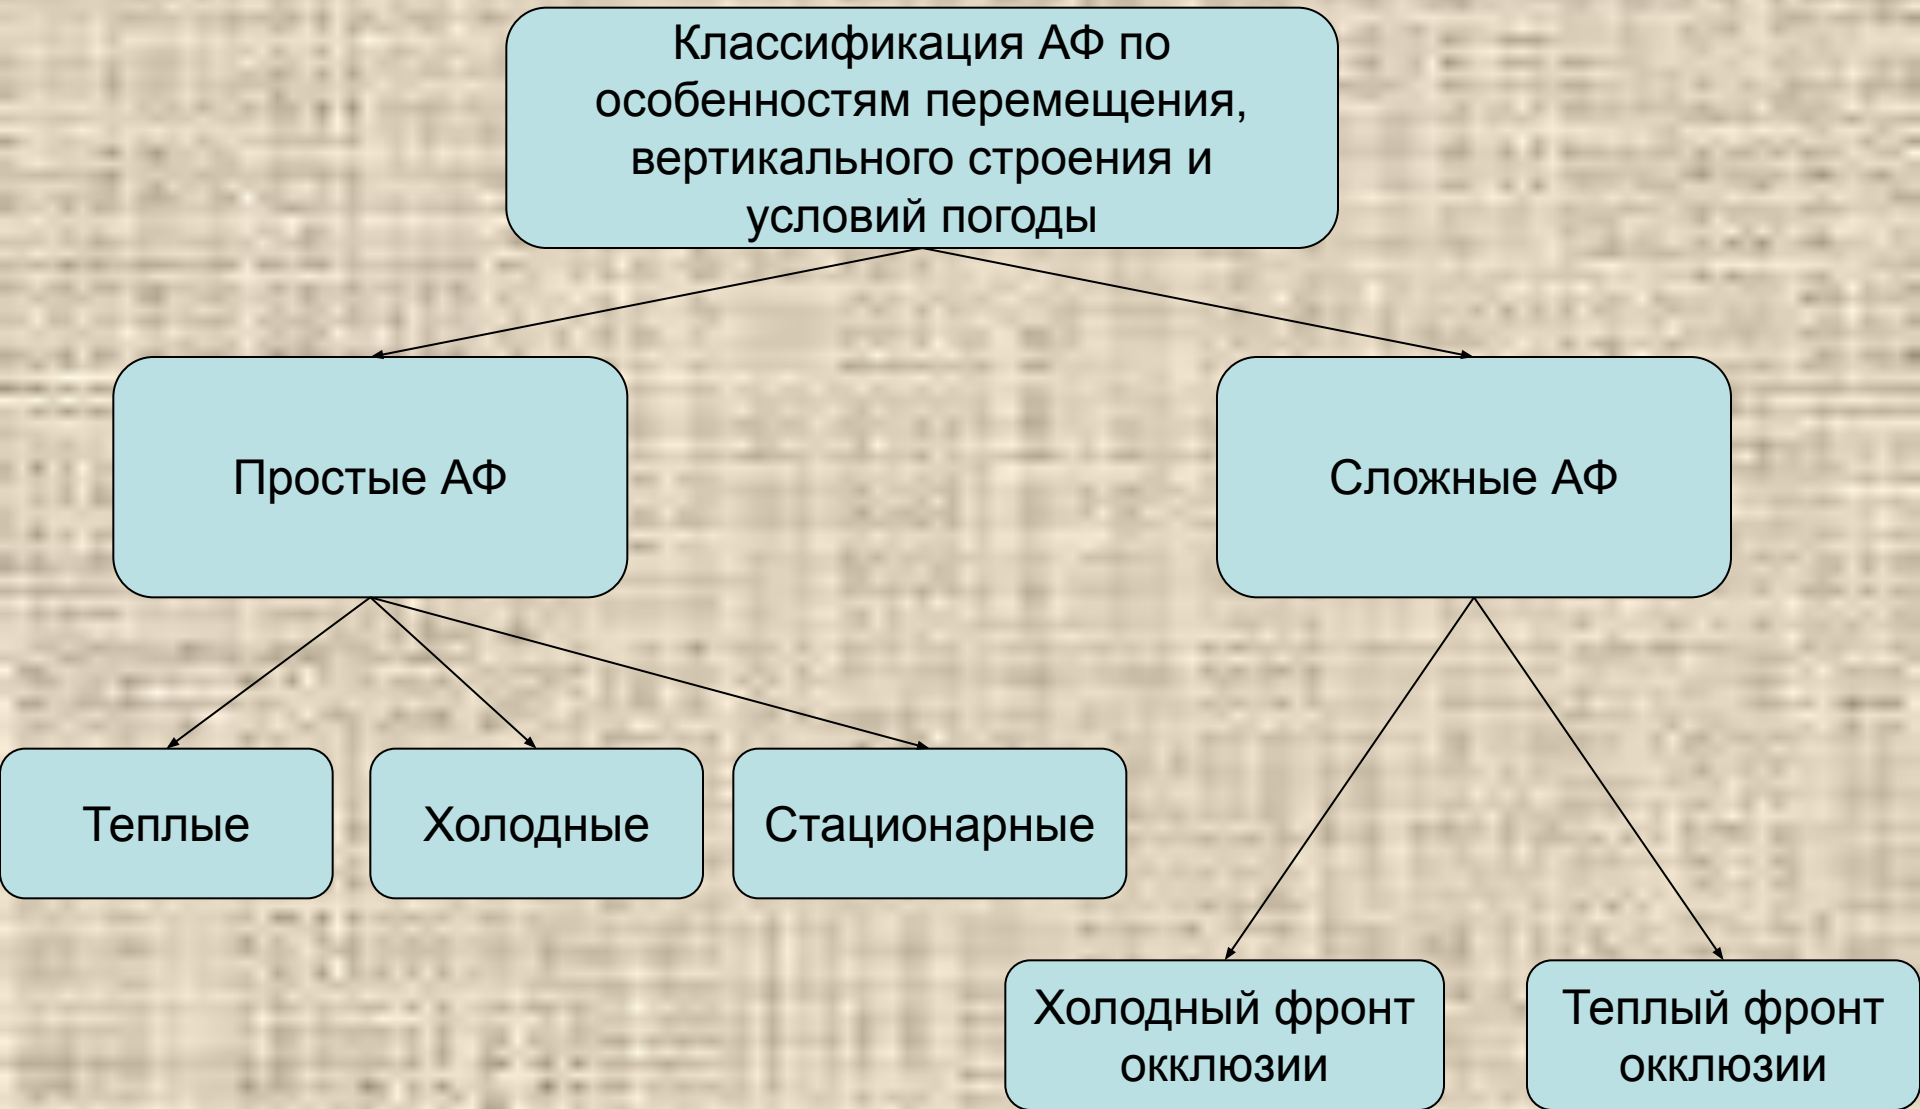 Классификация АФ по
особенностям перемещения,
вертикального строения и
условий погоды
Простые АФ
Сложные АФ
Теплые
Холодные
Стационарные
Холодный фронт
окклюзии
Теплый фронт
окклюзии